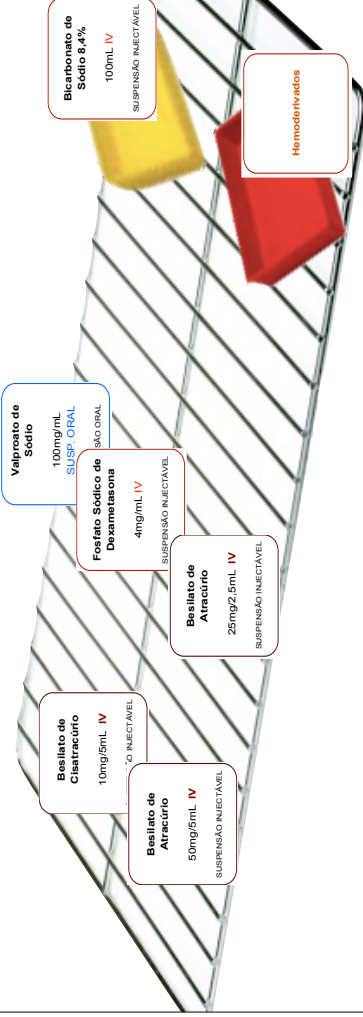 Besilato de
Cisatracúrio
10mg/5mL IV
INJECTÁVEL
Besilato de
Atracúrio
50mg/5mL IV
SUSPENSÃO INJECTÁVEL
Valproato de
Sódio
100mg/mL
SUSP. ORAL
SÃO ORAL
Fosfato Sódico de
Dexametasona
4mg/mL IV
SUSPENSÃO INJECTÁVEL
Besilato de
Atracúrio
25mg/2,5mL IV
SUSPENSÃO INJECTÁVEL
Bicarbonato de
Sódio 8,4%
100mL IV
SUSPENSÃO INJECTÁVEL
Hemoderivados